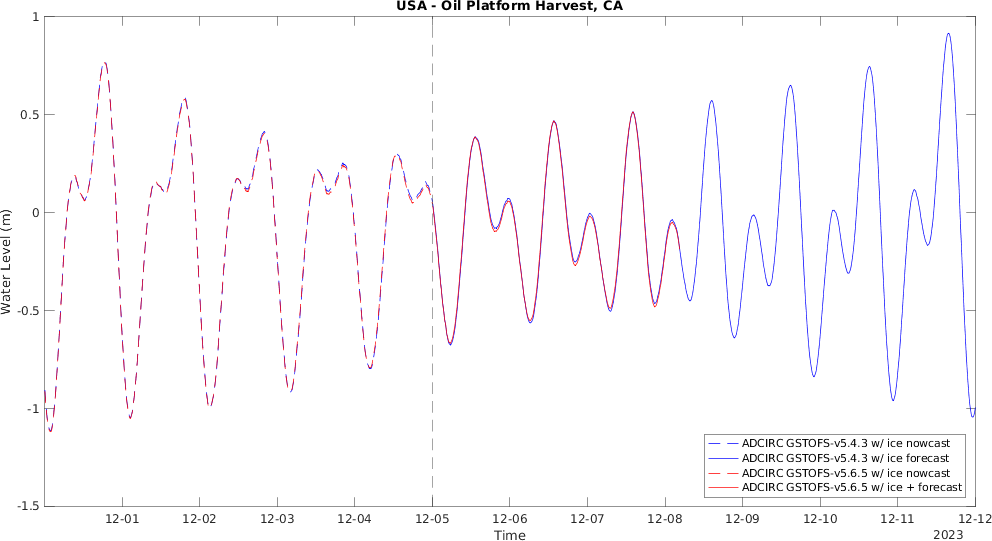 USA - Oil Platform Harvest, CA
1
0.5
0
-0.5
-1
-1.5
Water Level (m)
ADCIRC GSTOFS-v5.4.3 w/ ice nowcast
ADCIRC GSTOFS-v5.4.3 w/ ice forecast
ADCIRC GSTOFS-v5.6.5 w/ ice nowcast
ADCIRC GSTOFS-v5.6.5 w/ ice + forecast
12-01 12-02 12-03 12-04 12-05 12-06 12-07 12-08 12-09 12-10 12-11 12-12
Time
2023